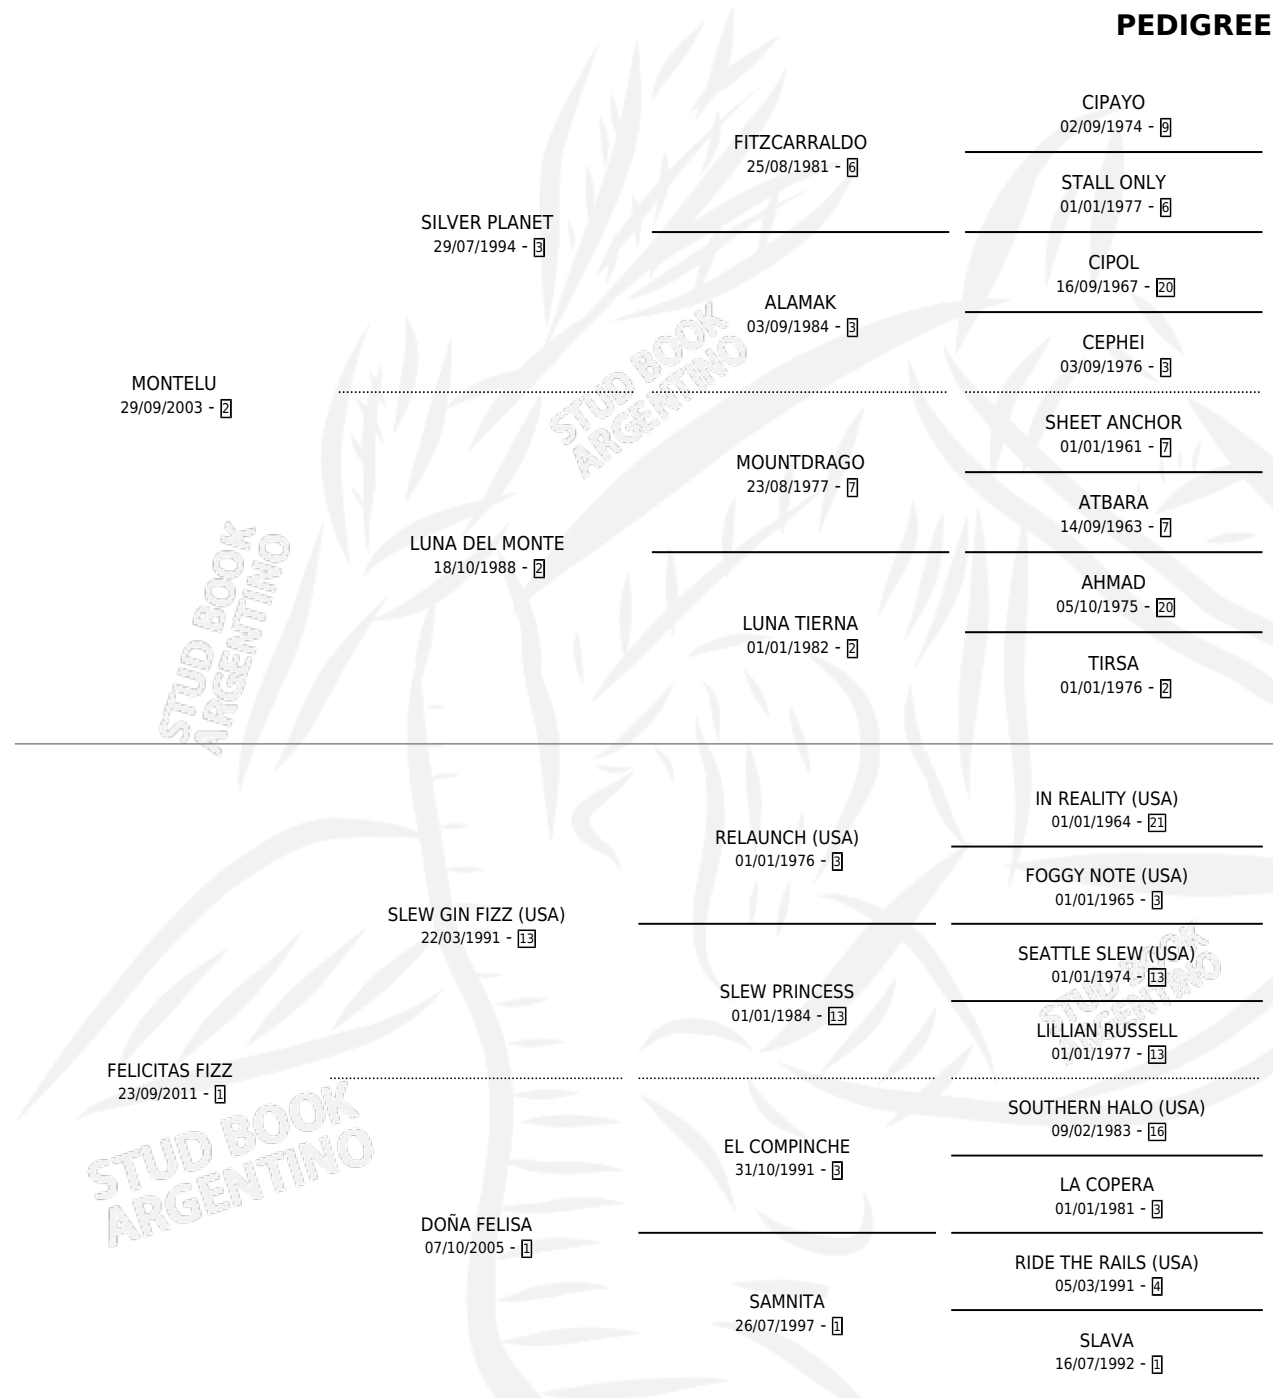 PEDIGREE
CIPAYO
02/09/1974 - 9
FITZCARRALDO
25/08/1981 - 6
STALL ONLY
01/01/1977 - 6
SILVER PLANET
29/07/1994 - 3
CIPOL
16/09/1967 - 20
ALAMAK
03/09/1984 - 3
CEPHEI
03/09/1976 - 3
MONTELU
29/09/2003 - 2
SHEET ANCHOR
01/01/1961 - 7
MOUNTDRAGO
23/08/1977 - 7
ATBARA
14/09/1963 - 7
LUNA DEL MONTE
18/10/1988 - 2
AHMAD
05/10/1975 - 20
LUNA TIERNA
01/01/1982 - 2
TIRSA
01/01/1976 - 2
IN REALITY (USA)
01/01/1964 - 21
RELAUNCH (USA)
01/01/1976 - 3
FOGGY NOTE (USA)
01/01/1965 - 3
SLEW GIN FIZZ (USA)
22/03/1991 - 13
SEATTLE SLEW (USA)
01/01/1974 - 13
SLEW PRINCESS
01/01/1984 - 13
LILLIAN RUSSELL
01/01/1977 - 13
FELICITAS FIZZ
23/09/2011 - 1
SOUTHERN HALO (USA)
09/02/1983 - 16
EL COMPINCHE
31/10/1991 - 3
LA COPERA
01/01/1981 - 3
DOÑA FELISA
07/10/2005 - 1
RIDE THE RAILS (USA)
05/03/1991 - 4
SAMNITA
26/07/1997 - 1
SLAVA
16/07/1992 - 1
STUD BOOK
ARGENTINO
STUD BOOK
ARGENTINO
STUD BOOK
ARGENTINO
STUD BOOK
ARGENTINO